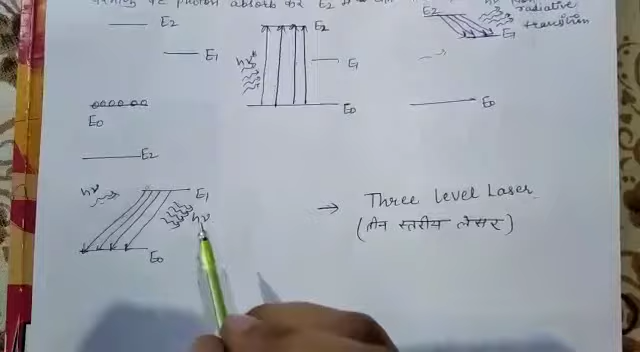 photon absorb कर E2
E2
E1
E0
E2
E1
hν
E0
E2
hν
radiative
E1
transition
E0
E2
hν
E1
hν
E0
→ Three level Laser
(तीन स्तरीय लेसर)